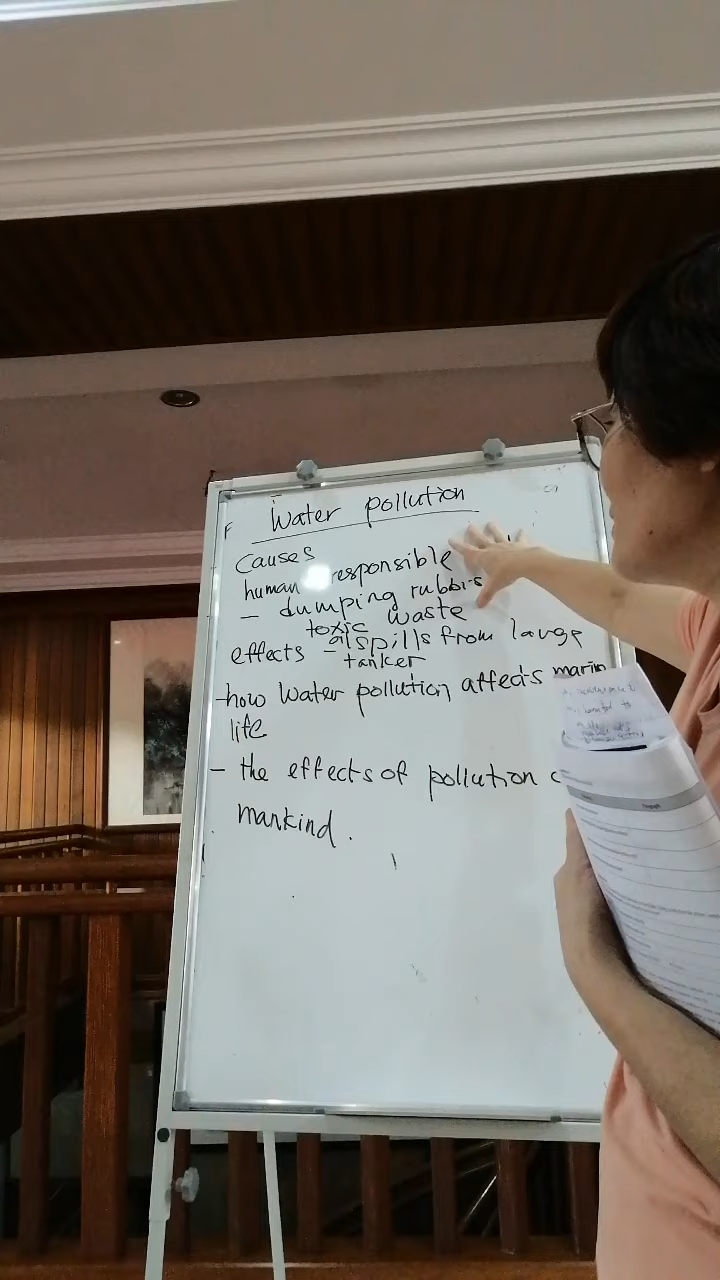 Water pollution
Causes
human responsible
- dumping rubbis
toxic waste
oil spills from large
effects - tanker
-how water pollution affects marin
life
- the effects of pollution
mankind.